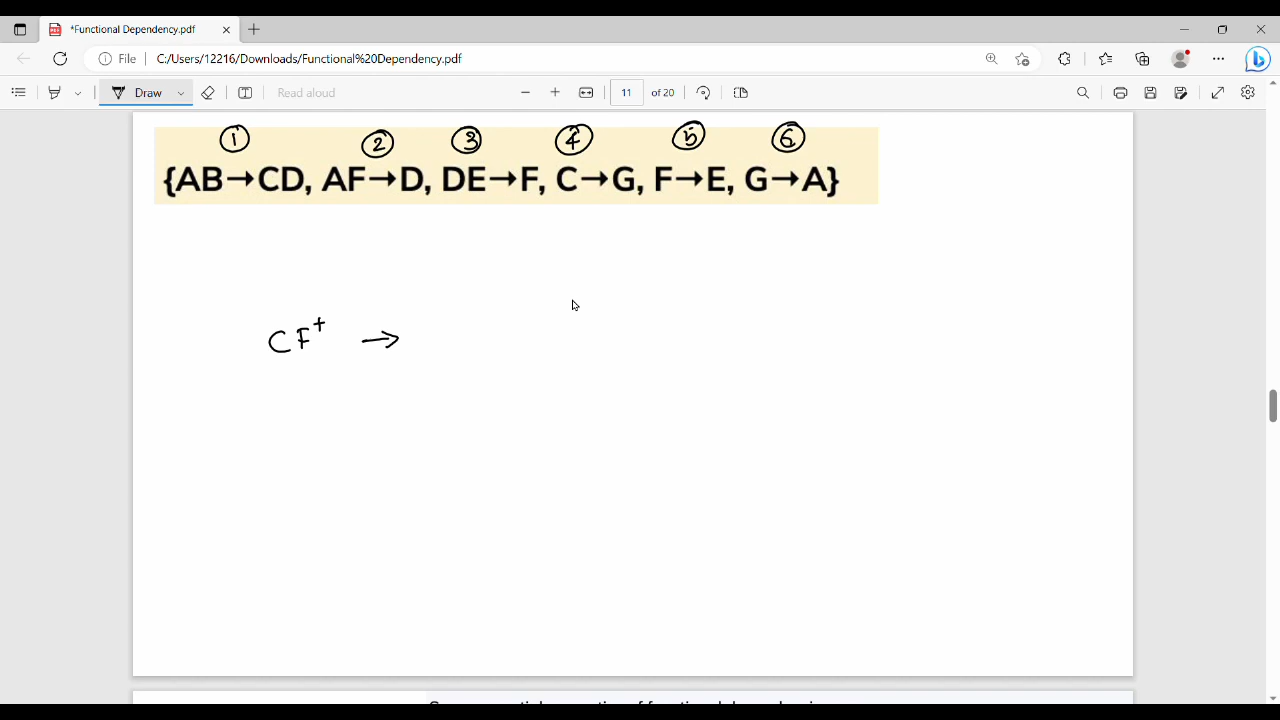 *Functional Dependency.pdf
File C:/Users/12216/Downloads/Functional%20Dependency.pdf
Draw Read aloud 11 of 20
① ② ③ ④ ⑤ ⑥
{AB→CD, AF→D, DE→F, C→G, F→E, G→A}
CF⁺ →